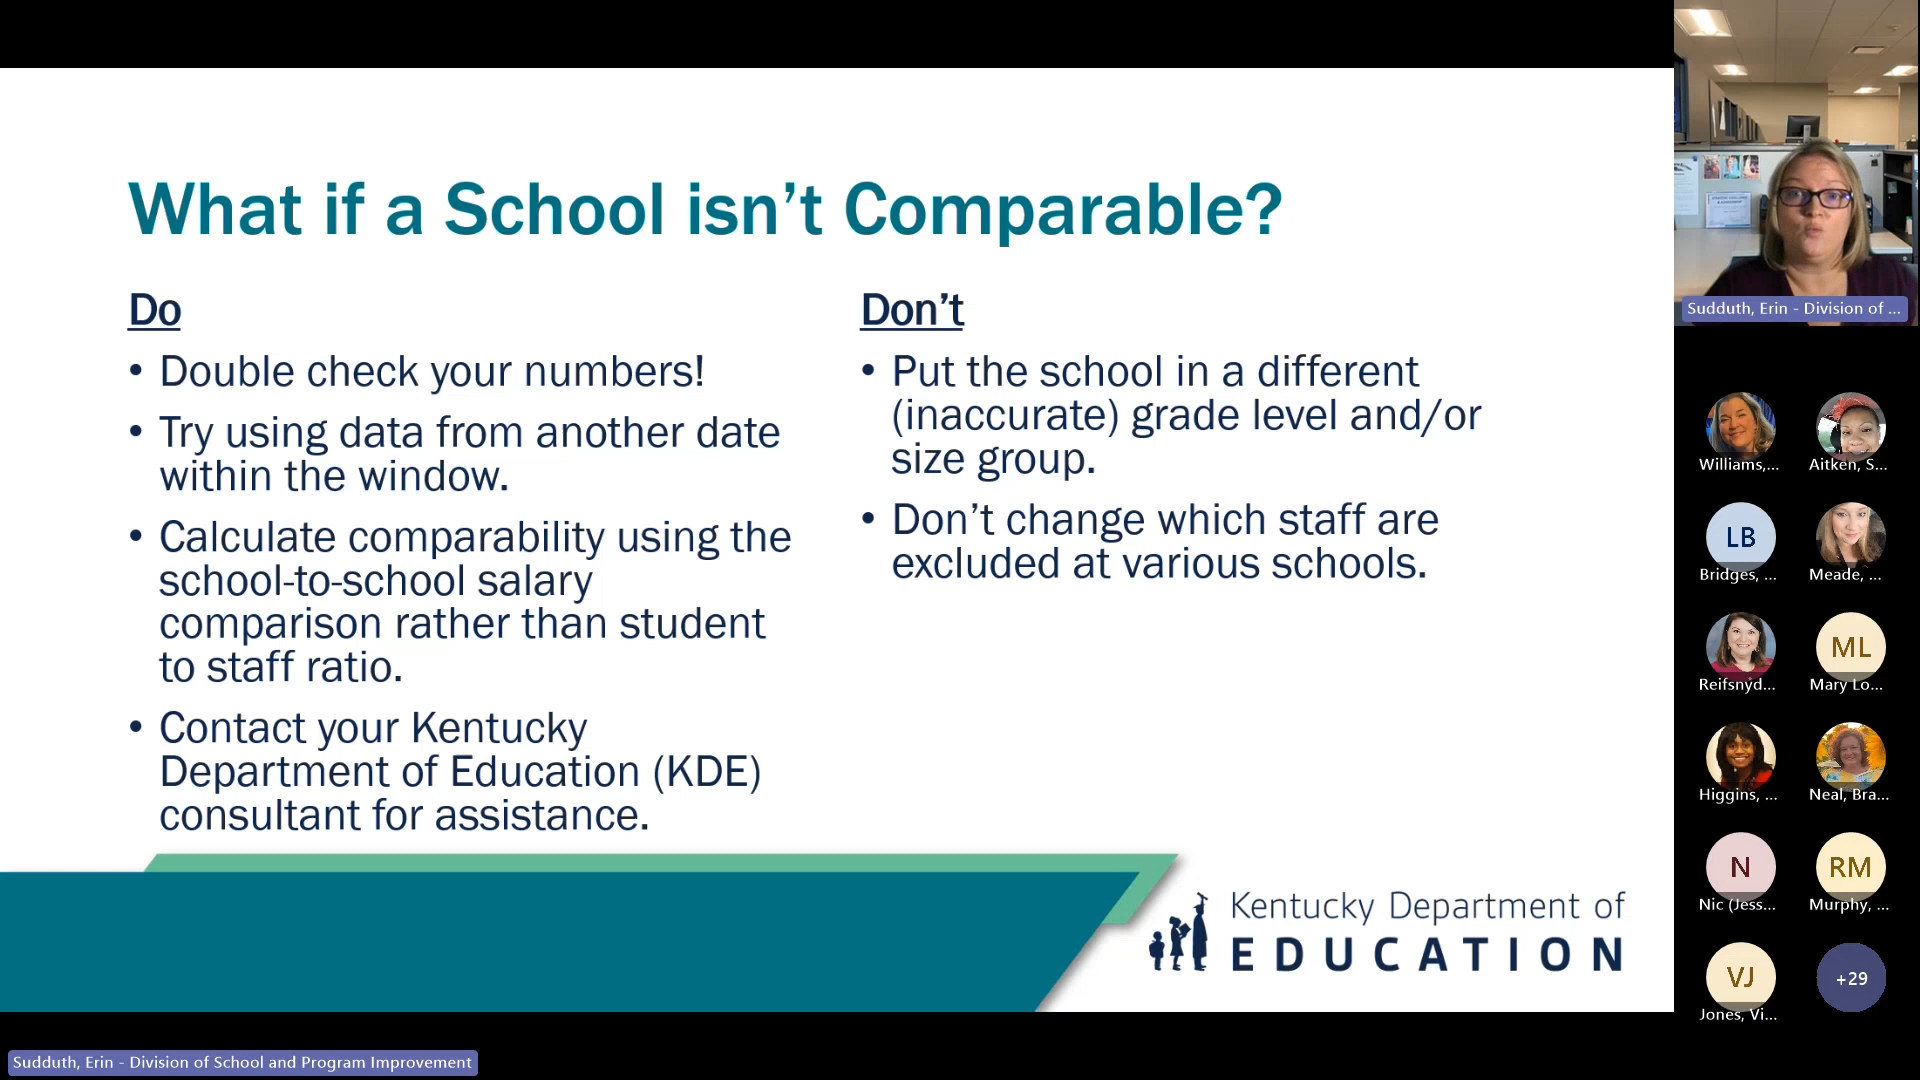 What if a School isn’t Comparable?
Do
• Double check your numbers!
• Try using data from another date
within the window.
• Calculate comparability using the
school-to-school salary
comparison rather than student
to staff ratio.
• Contact your Kentucky
Department of Education (KDE)
consultant for assistance.
Don’t
• Put the school in a different
(inaccurate) grade level and/or
size group.
• Don’t change which staff are
excluded at various schools.
Kentucky Department of
EDUCATION
Sudduth, Erin - Division of School and Program Improvement
Sudduth, Erin - Division of ...
Williams,...
Aitken, S...
LB
Bridges, ...
Meade, ...
Reifsnyd...
ML
Mary Lo...
Higgins, ...
Neal, Bra...
N
Nic (Jess...
RM
Murphy, ...
VJ
Jones, Vi...
+29